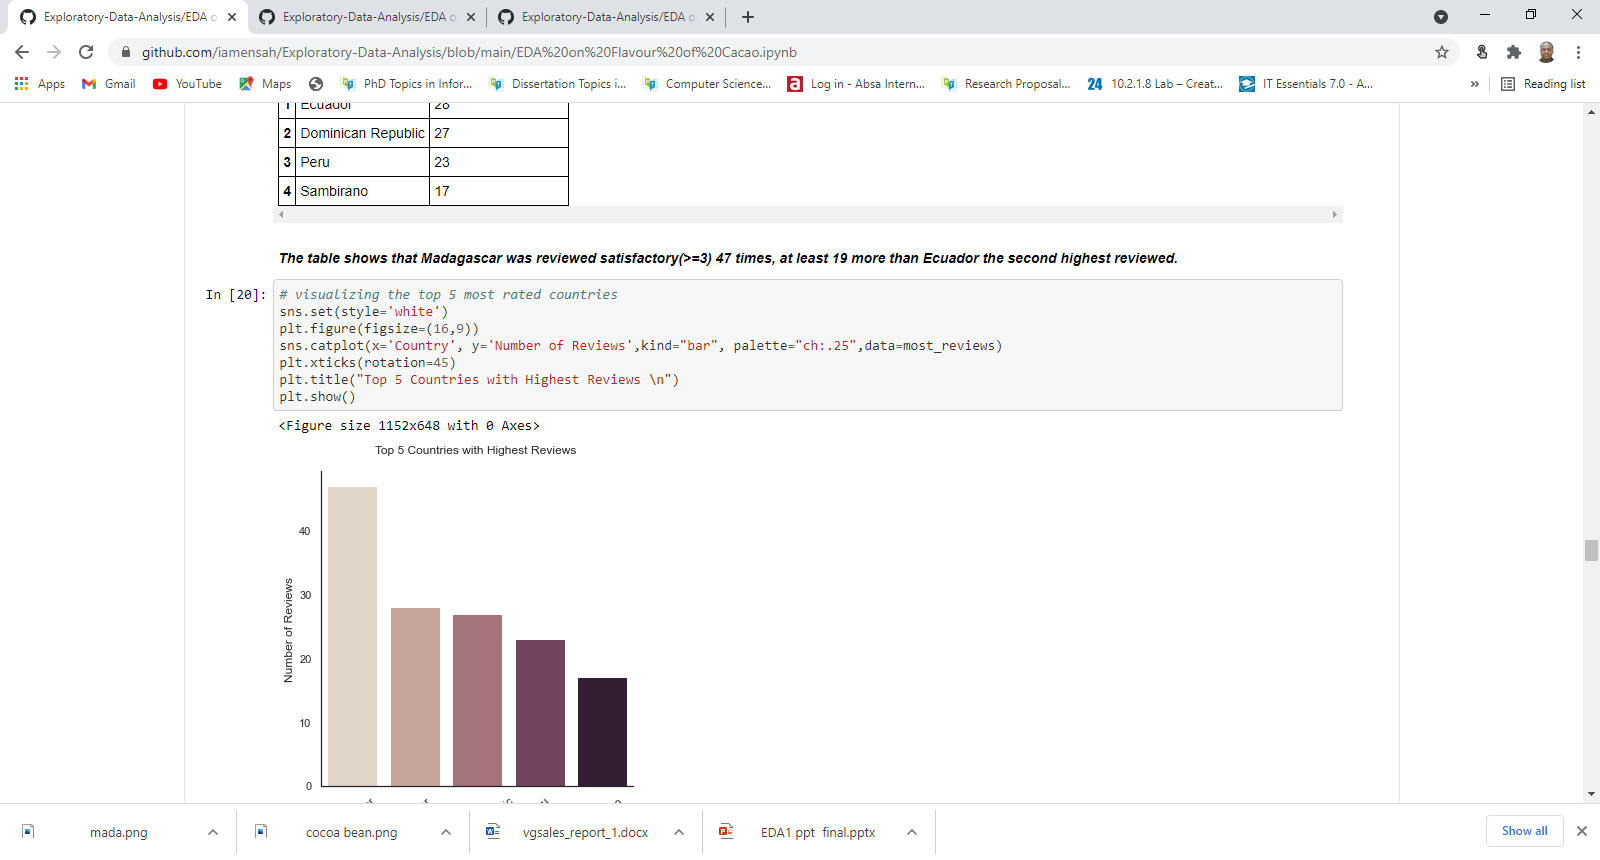 Exploratory-Data-Analysis/EDA o
Exploratory-Data-Analysis/EDA o
Exploratory-Data-Analysis/EDA o
github.com/iamensah/Exploratory-Data-Analysis/blob/main/EDA%20on%20Flavour%20of%20Cacao.ipynb
Apps Gmail YouTube Maps PhD Topics in Infor... Dissertation Topics i... Computer Science... a Log in - Absa Intern... Research Proposal... 24 10.2.1.8 Lab – Creat... IT Essentials 7.0 - A... » Reading list
1 Ecuador 28
2 Dominican Republic 27
3 Peru 23
4 Sambirano 17
The table shows that Madagascar was reviewed satisfactory(>=3) 47 times, at least 19 more than Ecuador the second highest reviewed.
In [20]: # visualizing the top 5 most rated countries
sns.set(style='white')
plt.figure(figsize=(16,9))
sns.catplot(x='Country', y='Number of Reviews',kind="bar", palette="ch:.25",data=most_reviews)
plt.xticks(rotation=45)
plt.title("Top 5 Countries with Highest Reviews \n")
plt.show()
<Figure size 1152x648 with 0 Axes>
Top 5 Countries with Highest Reviews
40
30
20
10
0
Number of Reviews
mada.png
cocoa bean.png
vgsales_report_1.docx
EDA1 ppt final.pptx
Show all